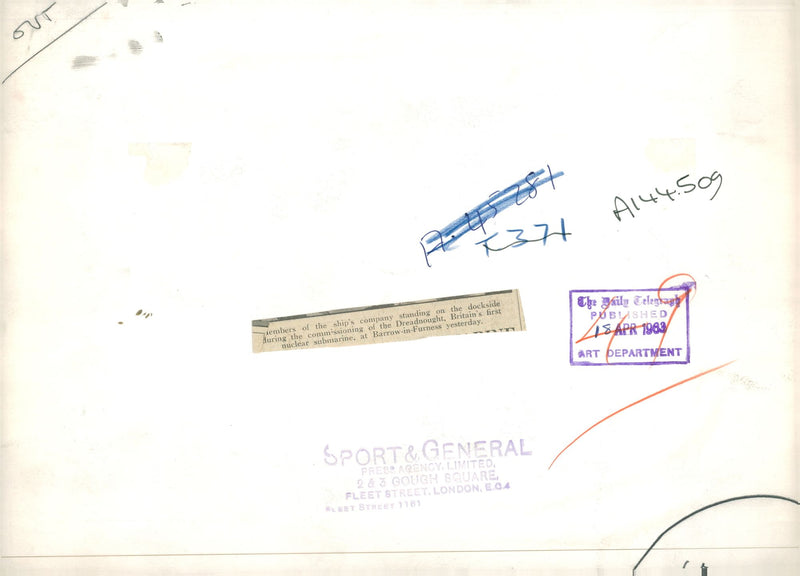 OUT
A144509
The Daily Telegraph
PUBLISHED
18 APR 1963
ART DEPARTMENT
embers of the ship's company standing on the dockside
during the commissioning of the Dreadnought, Britain's first
nuclear submarine, at Barrow-in-Furness yesterday.
SPORT & GENERAL
PRESS AGENCY, LIMITED,
2 & 3 GOUGH SQUARE,
FLEET STREET, LONDON, E.C.4
FLEET STREET 1161